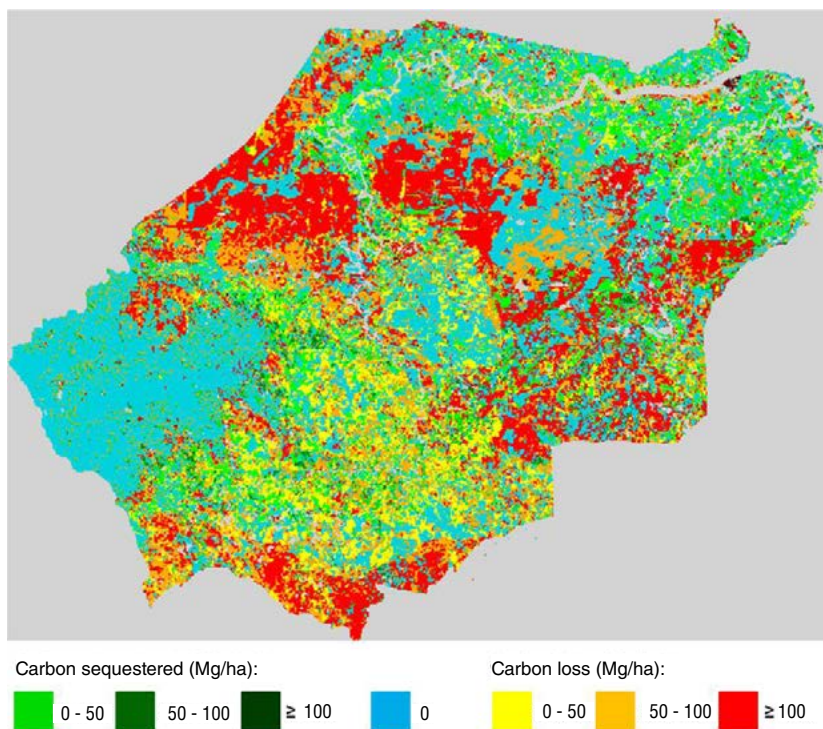 Carbon sequestered (Mg/ha): Carbon loss (Mg/ha):
0 - 50 50 - 100 ≥ 100 0 0 - 50 50 - 100 ≥ 100